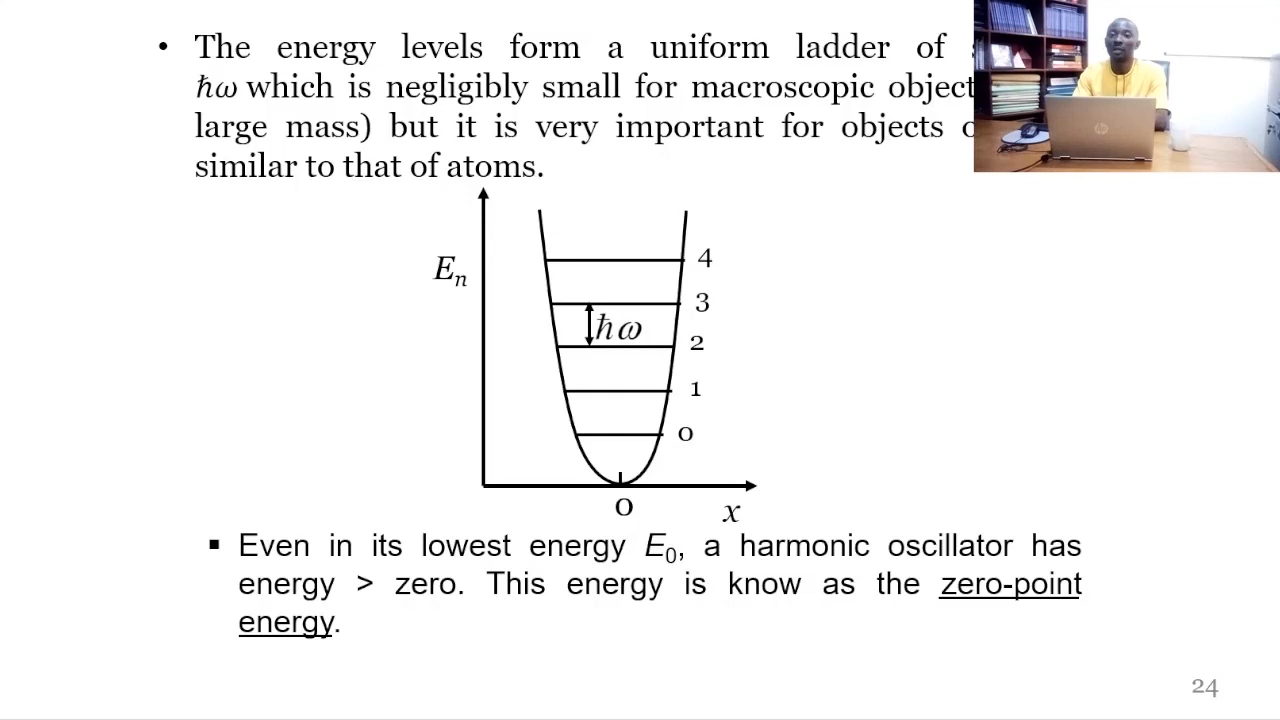 • The energy levels form a uniform ladder of
ℏω which is negligibly small for macroscopic object
large mass) but it is very important for objects
similar to that of atoms.
Eₙ
4
3
ℏω
2
1
0
0
x
▪ Even in its lowest energy E₀, a harmonic oscillator has
energy > zero. This energy is know as the zero-point
energy.
24